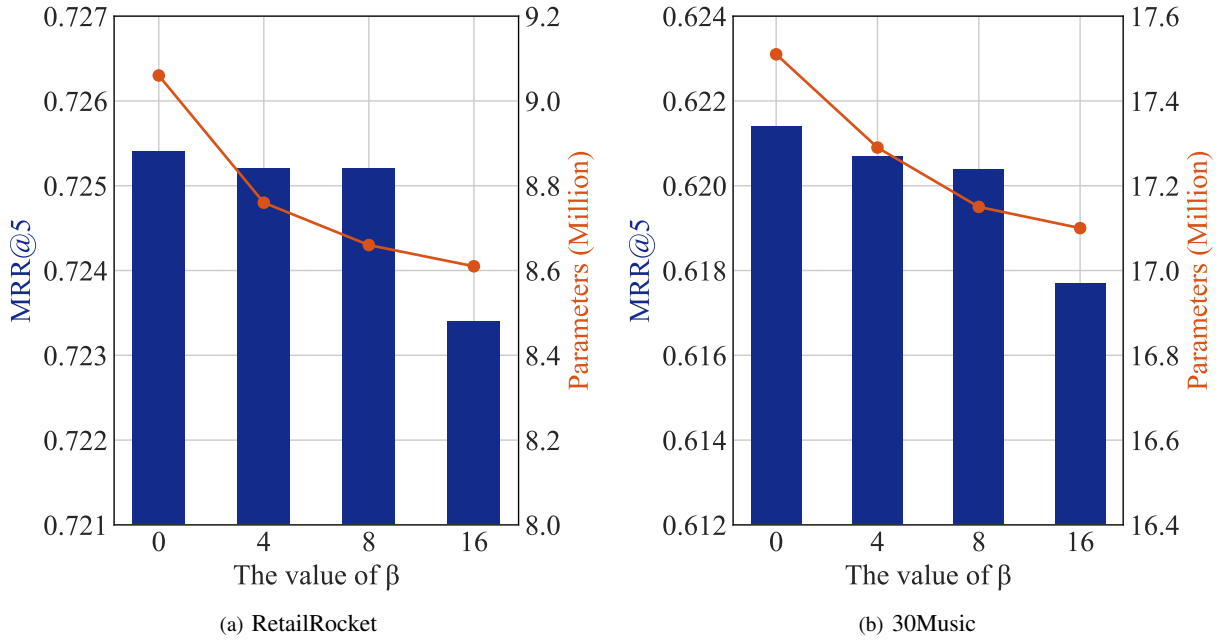 0.727
0.726
0.725
0.724
0.723
0.722
0.721
MRR@5
9.2
9.0
8.8
8.6
8.4
8.2
8.0
Parameters (Million)
0 4 8 16
The value of β
(a) RetailRocket
0.624
0.622
0.620
0.618
0.616
0.614
0.612
MRR@5
17.6
17.4
17.2
17.0
16.8
16.6
16.4
Parameters (Million)
0 4 8 16
The value of β
(b) 30Music